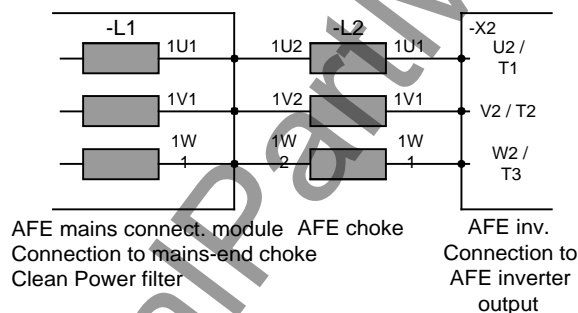 -L1
-L2
-X2
1U1
1U2
1U1
U2 /
T1
1V1
1V2
1V1
V2 / T2
1W
1
1W
2
1W
1
W2 /
T3
AFE mains connect. module
Connection to mains-end choke
Clean Power filter
AFE choke
AFE inv.
Connection to
AFE inverter
output